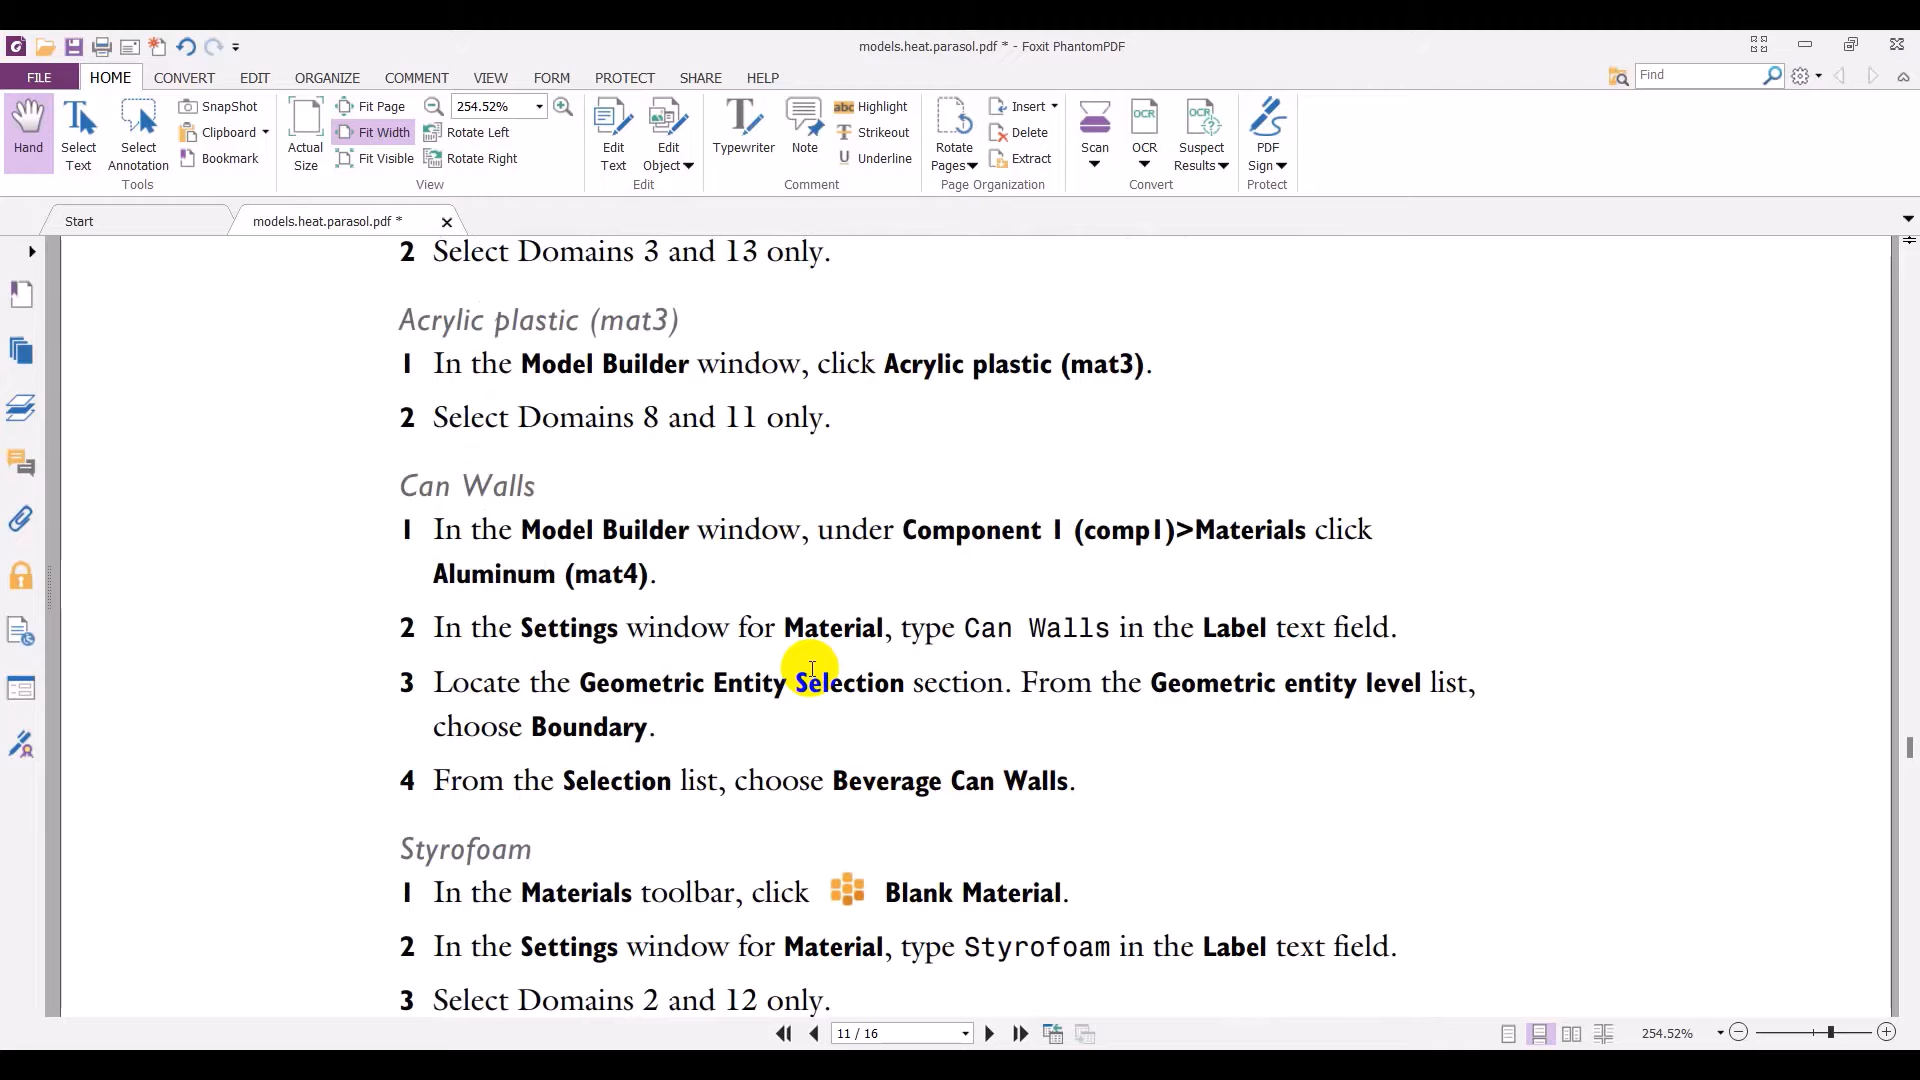 models.heat.parasol.pdf * - Foxit PhantomPDF
FILE HOME CONVERT EDIT ORGANIZE COMMENT VIEW FORM PROTECT SHARE HELP
Find
Hand
Select Text
Select Annotation
SnapShot
Clipboard
Bookmark
Tools
Actual Size
Fit Page
Fit Width
Fit Visible
254.52%
Rotate Left
Rotate Right
View
Edit Text
Edit Object
Edit
Typewriter
Note
abc Highlight
Strikeout
Underline
Comment
Rotate Pages
Insert
Delete
Extract
Page Organization
Scan
OCR
OCR
OCR
Suspect Results
Convert
PDF Sign
Protect
Start
models.heat.parasol.pdf *
2 Select Domains 3 and 13 only.
Acrylic plastic (mat3)
1 In the Model Builder window, click Acrylic plastic (mat3).
2 Select Domains 8 and 11 only.
Can Walls
1 In the Model Builder window, under Component 1 (comp1)>Materials click
Aluminum (mat4).
2 In the Settings window for Material, type Can Walls in the Label text field.
3 Locate the Geometric Entity Selection section. From the Geometric entity level list,
choose Boundary.
4 From the Selection list, choose Beverage Can Walls.
Styrofoam
1 In the Materials toolbar, click Blank Material.
2 In the Settings window for Material, type Styrofoam in the Label text field.
3 Select Domains 2 and 12 only.
11 / 16
254.52%